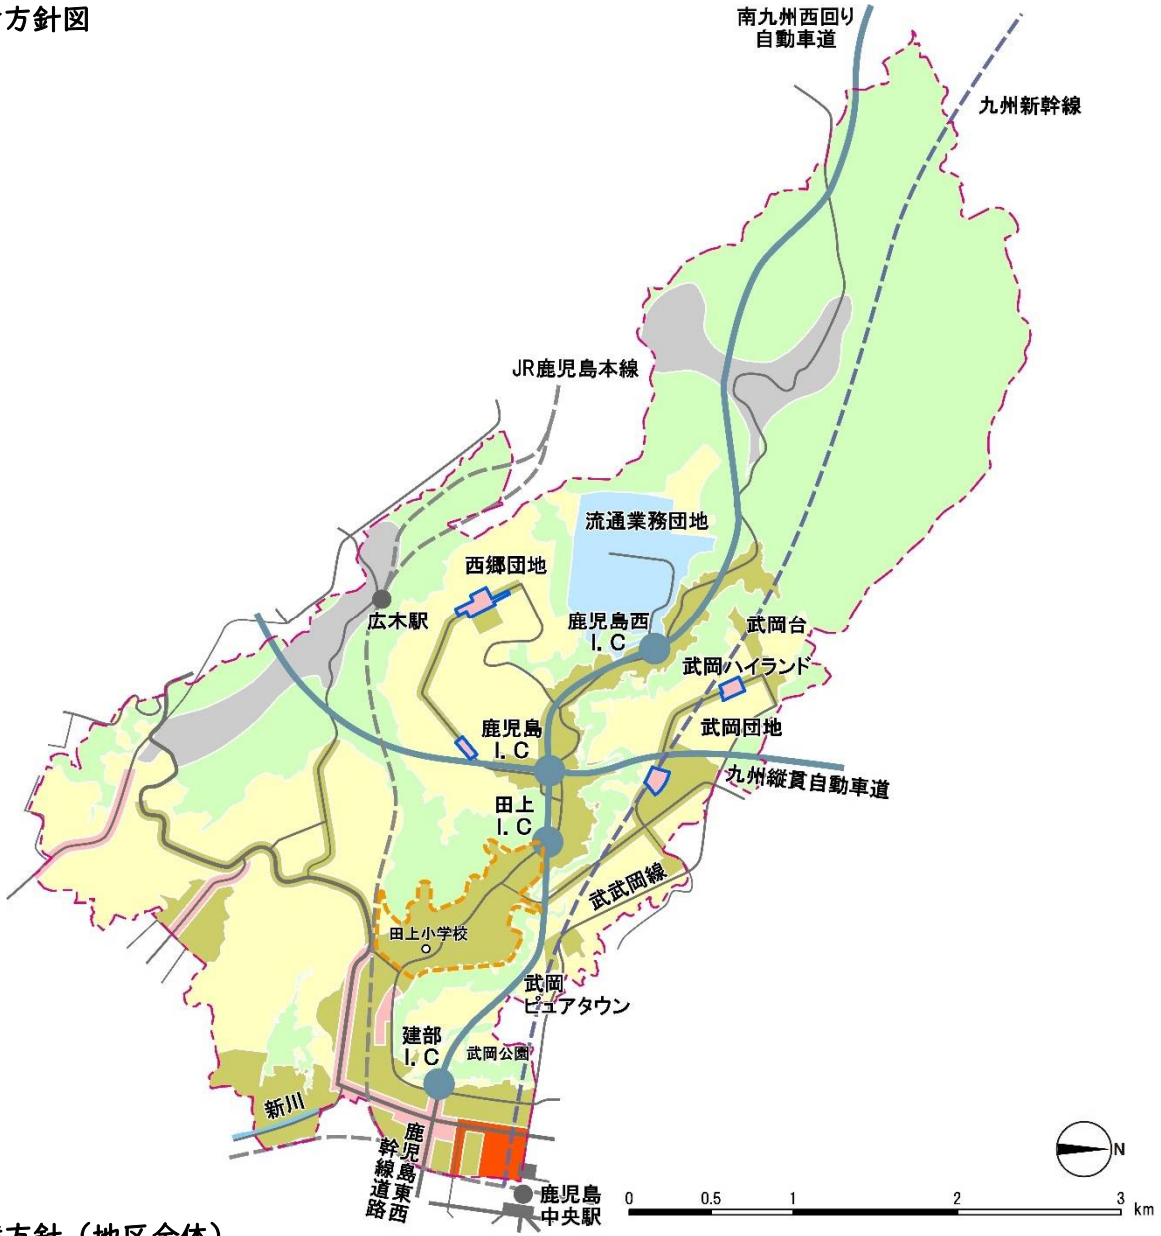 方針図
南九州西回り
自動車道
九州新幹線
JR鹿児島本線
流通業務団地
西郷団地
広木駅
鹿児島西
I. C
武岡台
武岡ハイランド
武岡団地
鹿児島
I. C
九州縦貫自動車道
田上
I. C
武武岡線
田上小学校
武岡
ピュアタウン
建部
I. C
武岡公園
新川
鹿児島東西
幹線道路
鹿児島
中央駅
N
0 0.5 1 2 3 km
方針（地区全体）